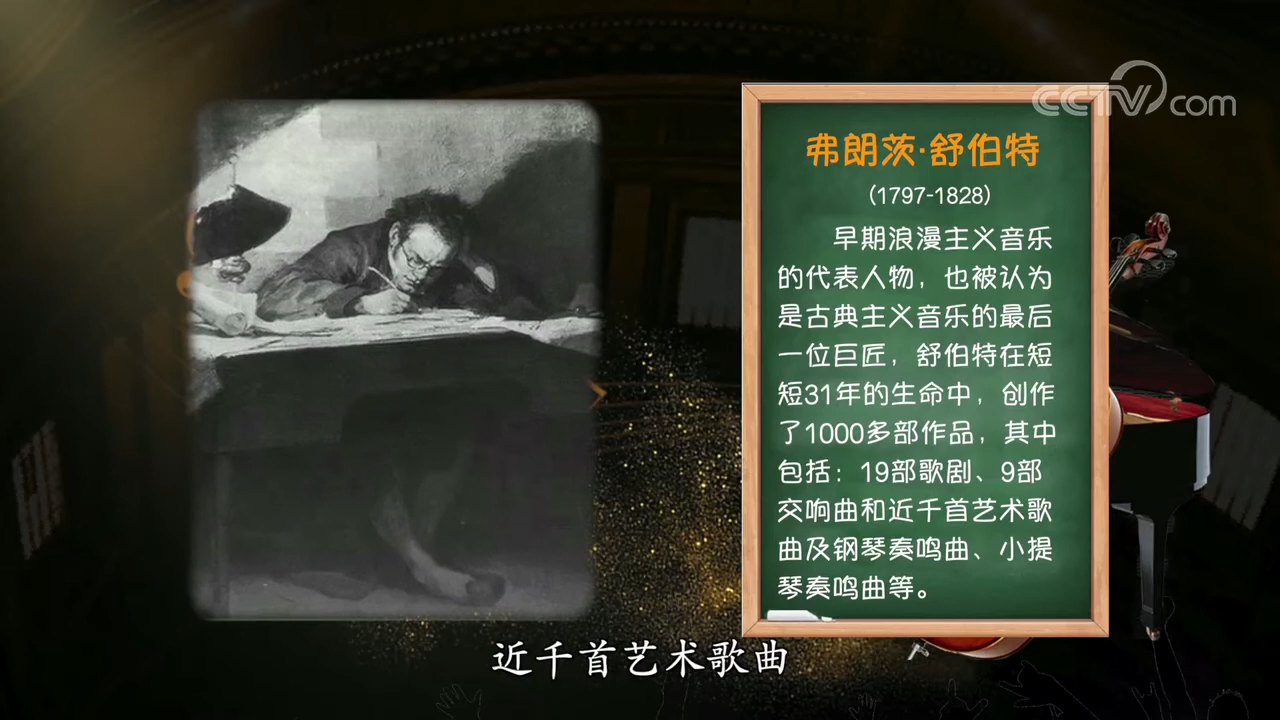 CCTV.com
弗朗茨·舒伯特
(1797-1828)
早期浪漫主义音乐
的代表人物，也被认为
是古典主义音乐的最后
一位巨匠，舒伯特在短
短31年的生命中，创作
了1000多部作品，其中
包括：19部歌剧、9部
交响曲和近千首艺术歌
曲及钢琴奏鸣曲、小提
琴奏鸣曲等。
近千首艺术歌曲